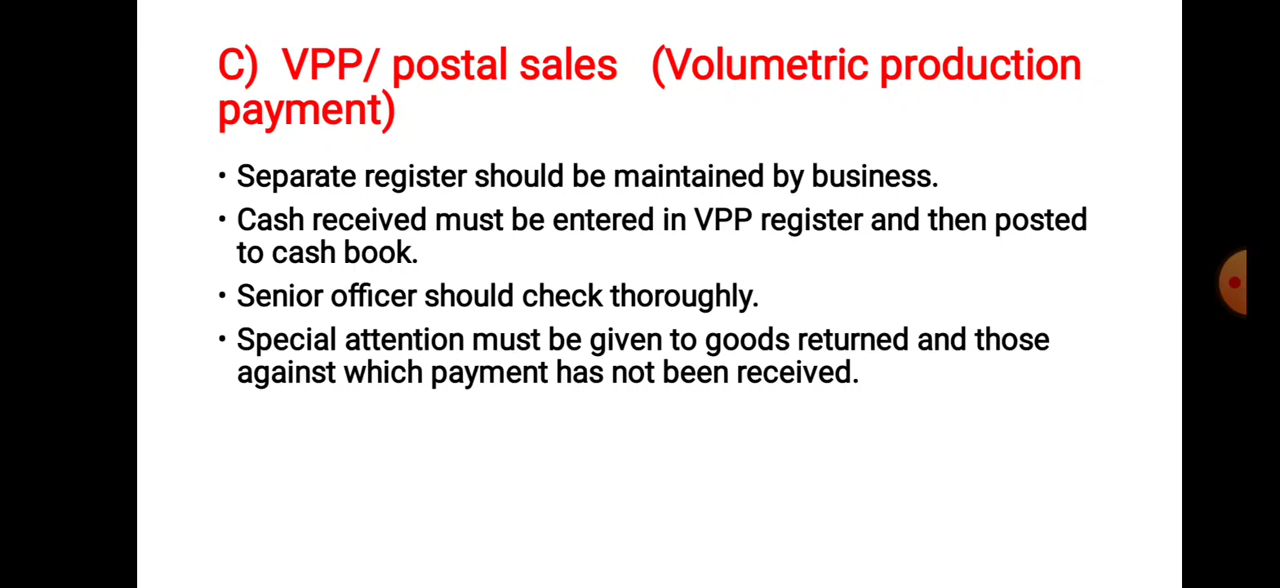 C) VPP/ postal sales (Volumetric production
payment)
• Separate register should be maintained by business.
• Cash received must be entered in VPP register and then posted
to cash book.
• Senior officer should check thoroughly.
• Special attention must be given to goods returned and those
against which payment has not been received.